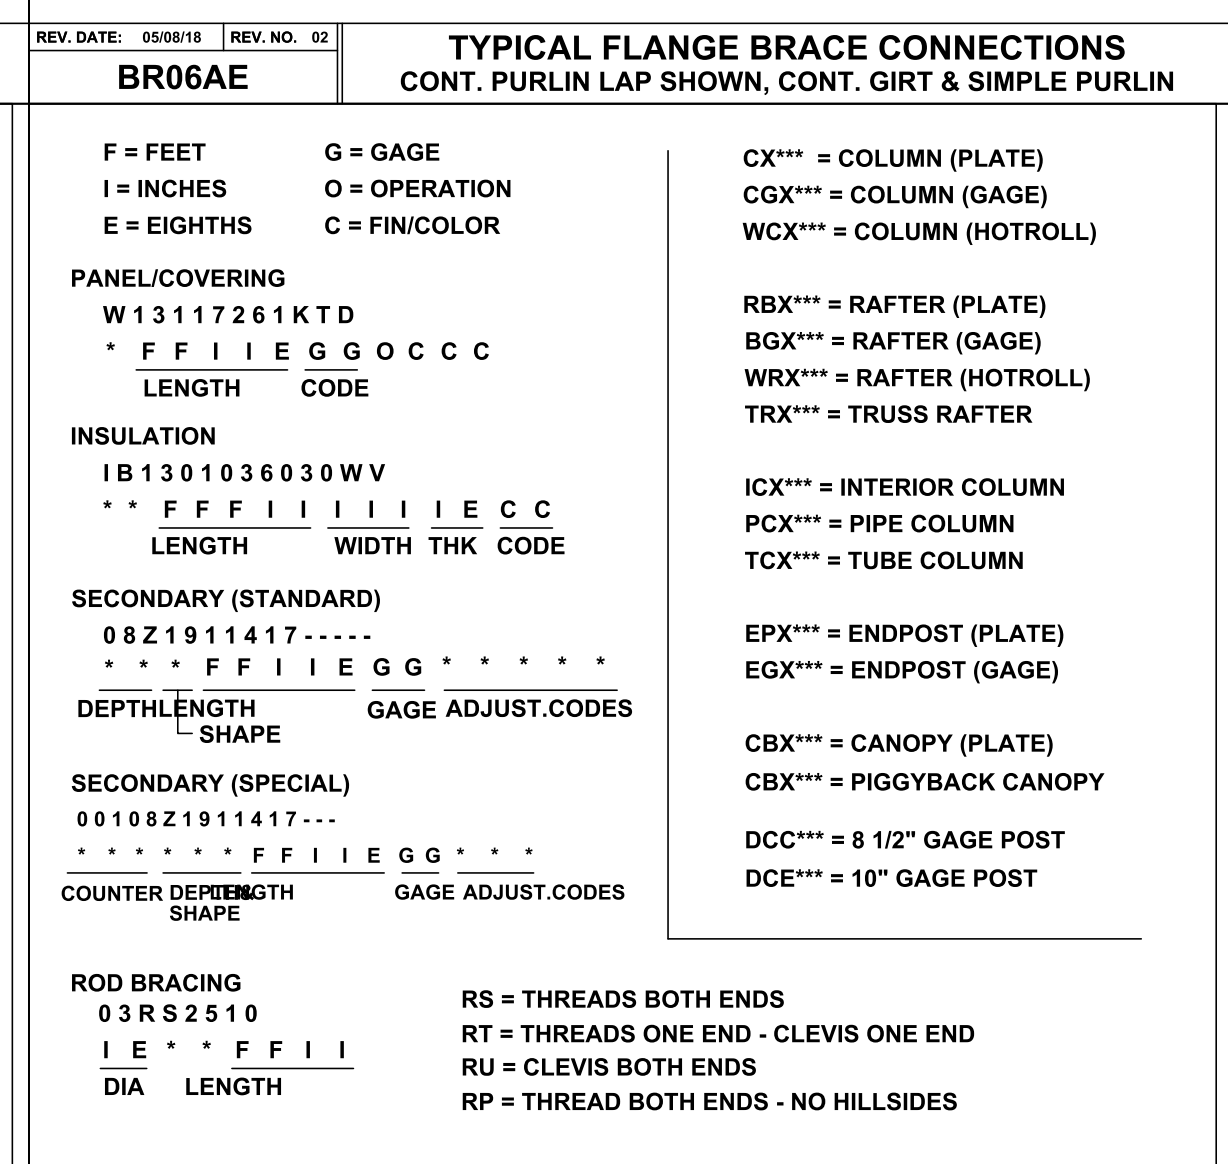 REV. DATE: 05/08/18 REV. NO. 02
BR06AE
TYPICAL FLANGE BRACE CONNECTIONS
CONT. PURLIN LAP SHOWN, CONT. GIRT & SIMPLE PURLIN
F = FEET G = GAGE
I = INCHES O = OPERATION
E = EIGHTHS C = FIN/COLOR
PANEL/COVERING
W 1 3 1 1 7 2 6 1 K T D
* F F I I E G G O C C C
LENGTH CODE
INSULATION
I B 1 3 0 1 0 3 6 0 3 0 W V
* * F F F I I I I I I E C C
LENGTH WIDTH THK CODE
SECONDARY (STANDARD)
0 8 Z 1 9 1 1 4 1 7 - - - - -
* * * F F I I E G G * * * * *
DEPTH LENGTH GAGE ADJUST.CODES
SHAPE
SECONDARY (SPECIAL)
0 0 1 0 8 Z 1 9 1 1 4 1 7 - - -
* * * * * * F F I I E G G * * *
COUNTER DEPTH& LENGTH GAGE ADJUST.CODES
SHAPE
ROD BRACING
0 3 R S 2 5 1 0
I E * * F F I I
DIA LENGTH
CX*** = COLUMN (PLATE)
CGX*** = COLUMN (GAGE)
WCX*** = COLUMN (HOTROLL)
RBX*** = RAFTER (PLATE)
BGX*** = RAFTER (GAGE)
WRX*** = RAFTER (HOTROLL)
TRX*** = TRUSS RAFTER
ICX*** = INTERIOR COLUMN
PCX*** = PIPE COLUMN
TCX*** = TUBE COLUMN
EPX*** = ENDPOST (PLATE)
EGX*** = ENDPOST (GAGE)
CBX*** = CANOPY (PLATE)
CBX*** = PIGGYBACK CANOPY
DCC*** = 8 1/2" GAGE POST
DCE*** = 10" GAGE POST
RS = THREADS BOTH ENDS
RT = THREADS ONE END - CLEVIS ONE END
RU = CLEVIS BOTH ENDS
RP = THREAD BOTH ENDS - NO HILLSIDES